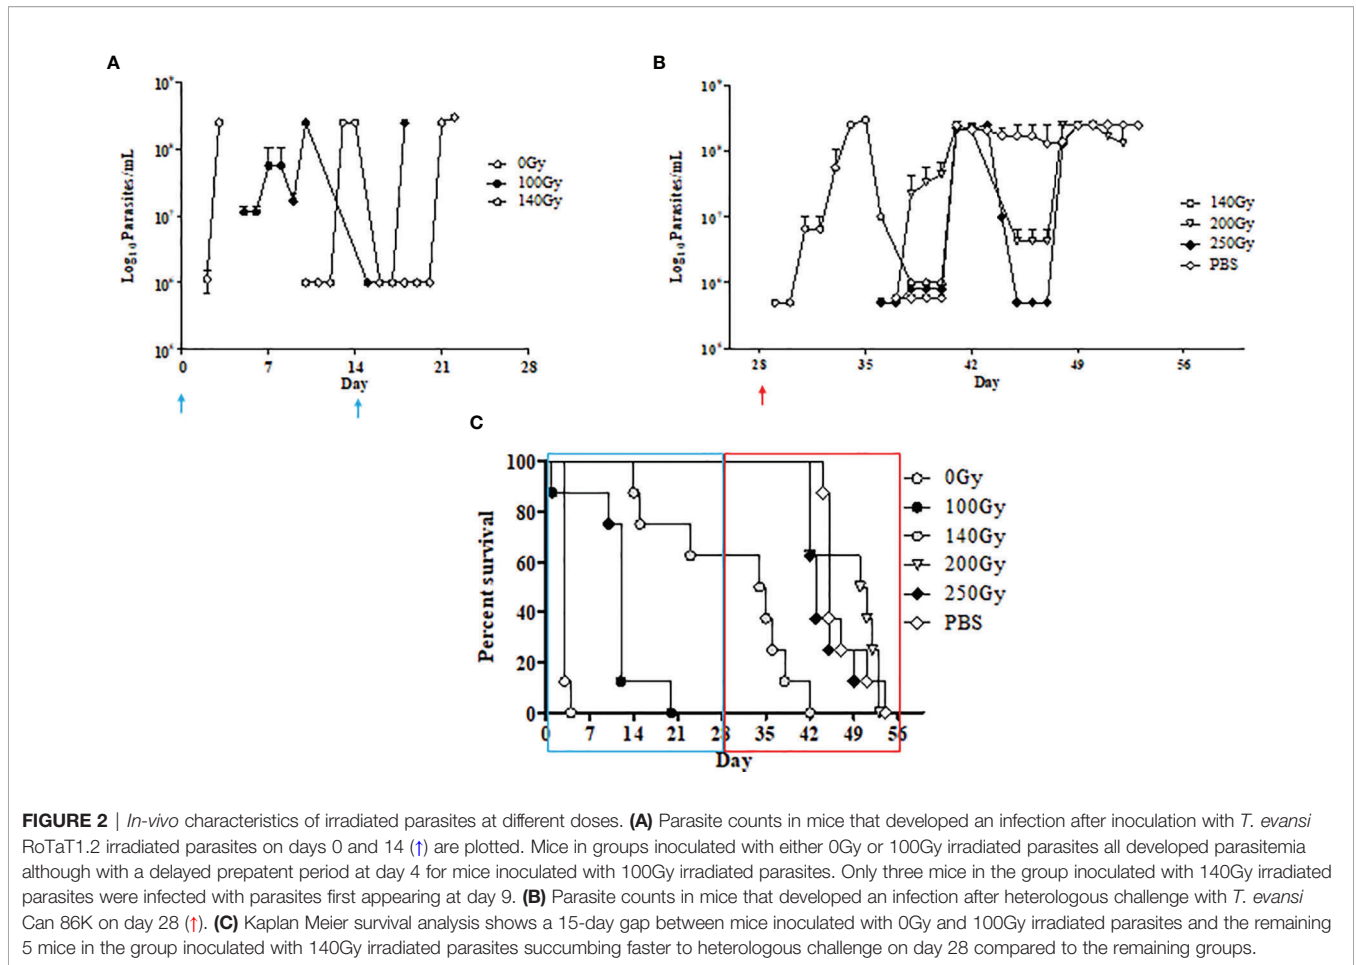 A
10⁹
10⁸
10⁷
10⁶
Log₁₀ Parasites/mL
0 7 14 21 28
Day
0Gy
100Gy
140Gy
B
10⁸
10⁷
10⁶
Log₁₀ Parasites/mL
28 35 42 49 56
Day
140Gy
200Gy
250Gy
PBS
C
100
80
60
40
20
0
Percent survival
0 7 14 21 28 35 42 49 56
Day
0Gy
100Gy
140Gy
200Gy
250Gy
PBS
FIGURE 2 | In-vivo characteristics of irradiated parasites at different doses. (A) Parasite counts in mice that developed an infection after inoculation with T. evansi
RoTaT1.2 irradiated parasites on days 0 and 14 (↑) are plotted. Mice in groups inoculated with either 0Gy or 100Gy irradiated parasites all developed parasitemia
although with a delayed prepatent period at day 4 for mice inoculated with 100Gy irradiated parasites. Only three mice in the group inoculated with 140Gy irradiated
parasites were infected with parasites first appearing at day 9. (B) Parasite counts in mice that developed an infection after heterologous challenge with T. evansi
Can 86K on day 28 (↑). (C) Kaplan Meier survival analysis shows a 15-day gap between mice inoculated with 0Gy and 100Gy irradiated parasites and the remaining
5 mice in the group inoculated with 140Gy irradiated parasites succumbing faster to heterologous challenge on day 28 compared to the remaining groups.